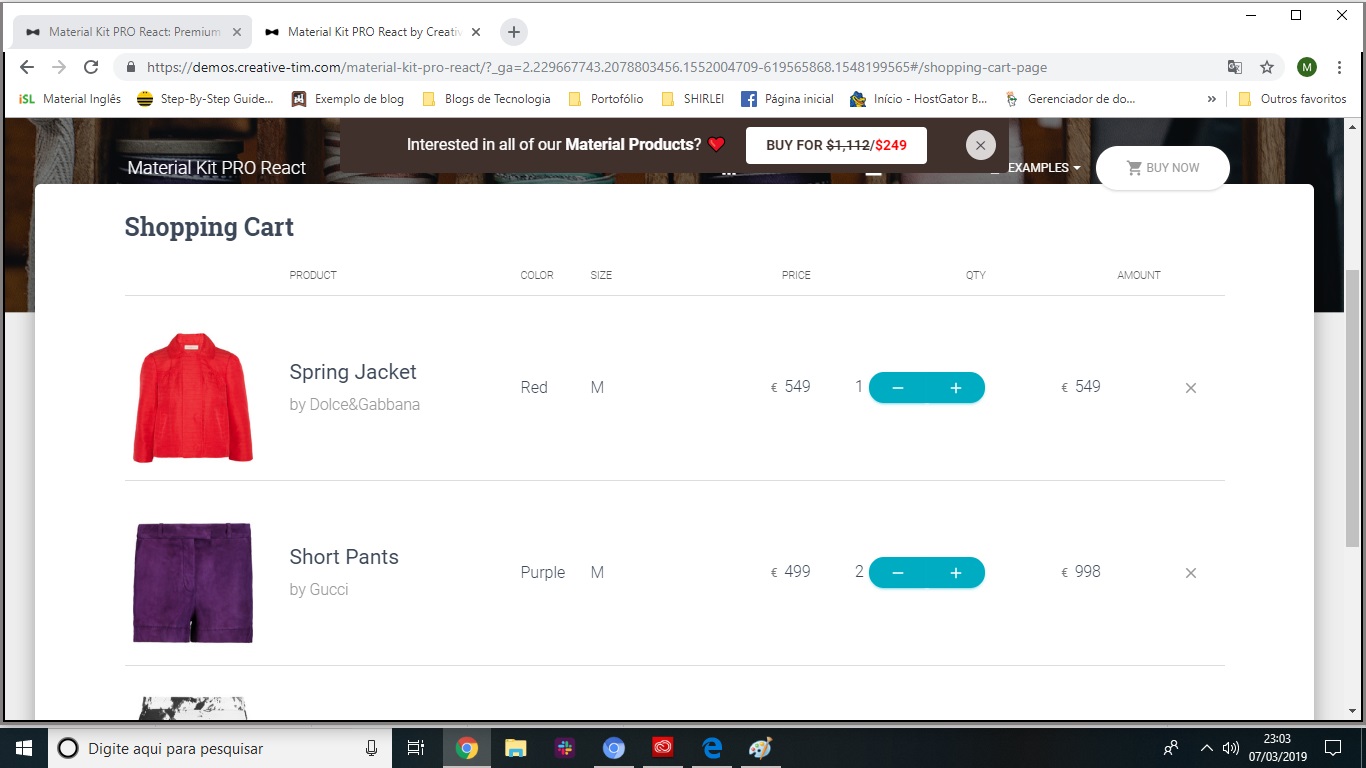 Material Kit PRO React: Premium
Material Kit PRO React by Creativ
https://demos.creative-tim.com/material-kit-pro-react/?_ga=2.229667743.2078803456.1552004709-619565868.1548199565#/shopping-cart-page
M
iSL Material Inglês
Step-By-Step Guide...
Exemplo de blog
Blogs de Tecnologia
Portofólio
SHIRLEI
Página inicial
Início - HostGator B...
Gerenciador de do...
»
Outros favoritos
Interested in all of our Material Products?
BUY FOR $1,112/$249
Material Kit PRO React
EXAMPLES
BUY NOW
Shopping Cart
PRODUCT COLOR SIZE PRICE QTY AMOUNT
Spring Jacket
by Dolce&Gabbana
Red M € 549 1 − + € 549 ×
Short Pants
by Gucci
Purple M € 499 2 − + € 998 ×
Digite aqui para pesquisar
23:03
07/03/2019